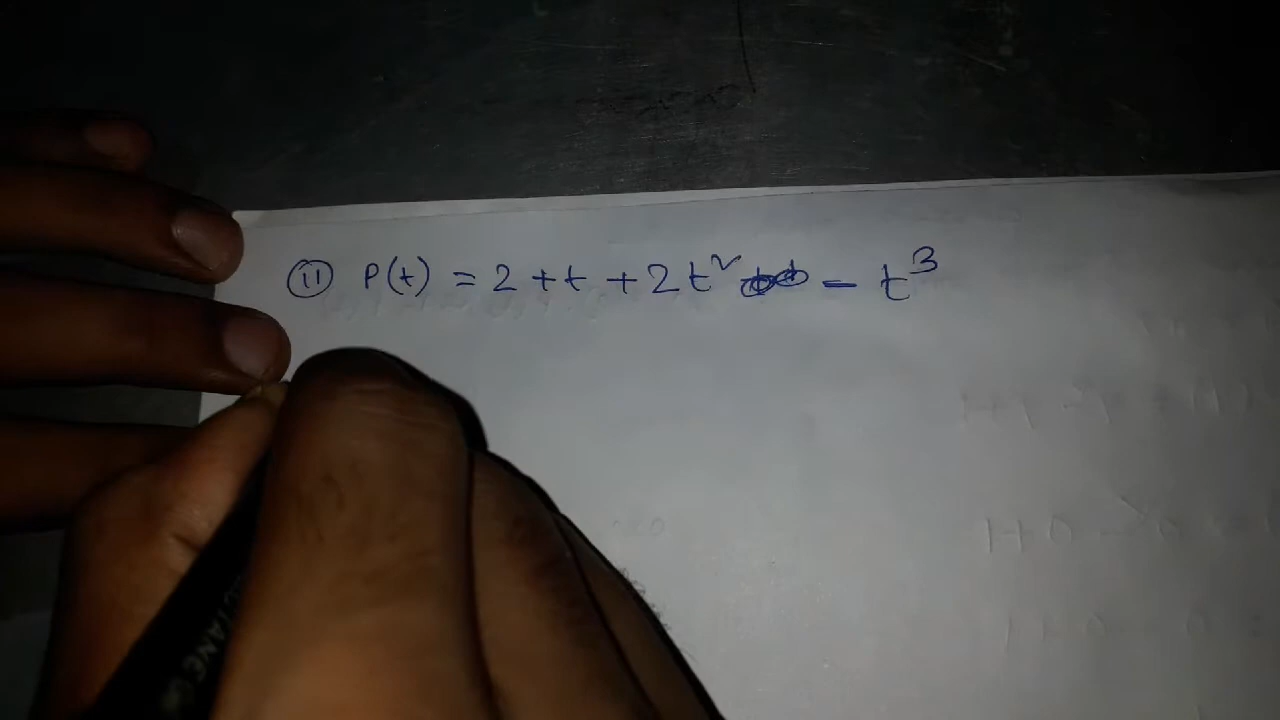 (ii) P(t) = 2 + t + 2t² - t³